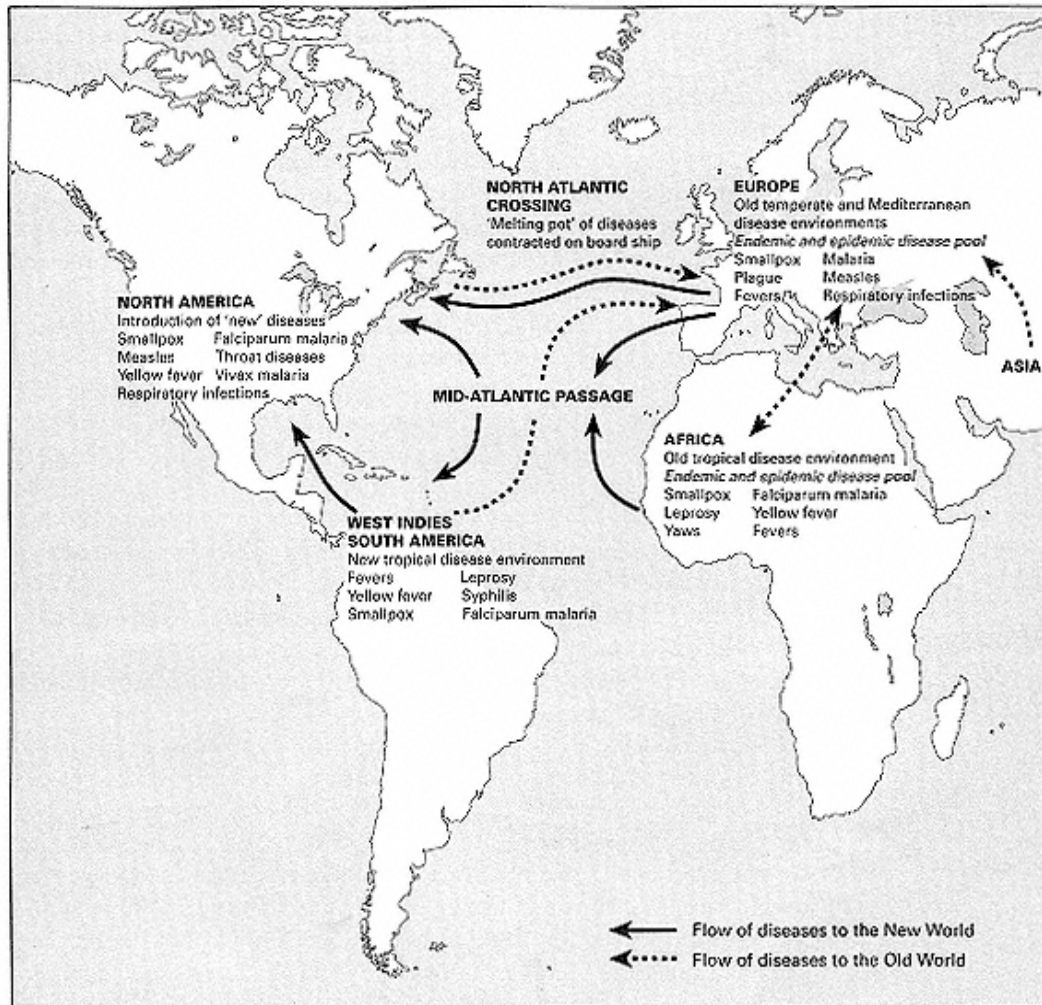 NORTH ATLANTIC
CROSSING
'Melting pot' of diseases
contracted on board ship
EUROPE
Old temperate and Mediterranean
disease environments
Endemic and epidemic disease pool
Smallpox Malaria
Plague Measles
Fevers Respiratory infections
NORTH AMERICA
Introduction of 'new' diseases
Smallpox Falciparum malaria
Measles Throat diseases
Yellow fever Vivax malaria
Respiratory infections
ASIA
MID-ATLANTIC PASSAGE
AFRICA
Old tropical disease environment
Endemic and epidemic disease pool
Smallpox Falciparum malaria
Leprosy Yellow fever
Yaws Fevers
WEST INDIES
SOUTH AMERICA
New tropical disease environment
Fevers Leprosy
Yellow fever Syphilis
Smallpox Falciparum malaria
Flow of diseases to the New World
Flow of diseases to the Old World